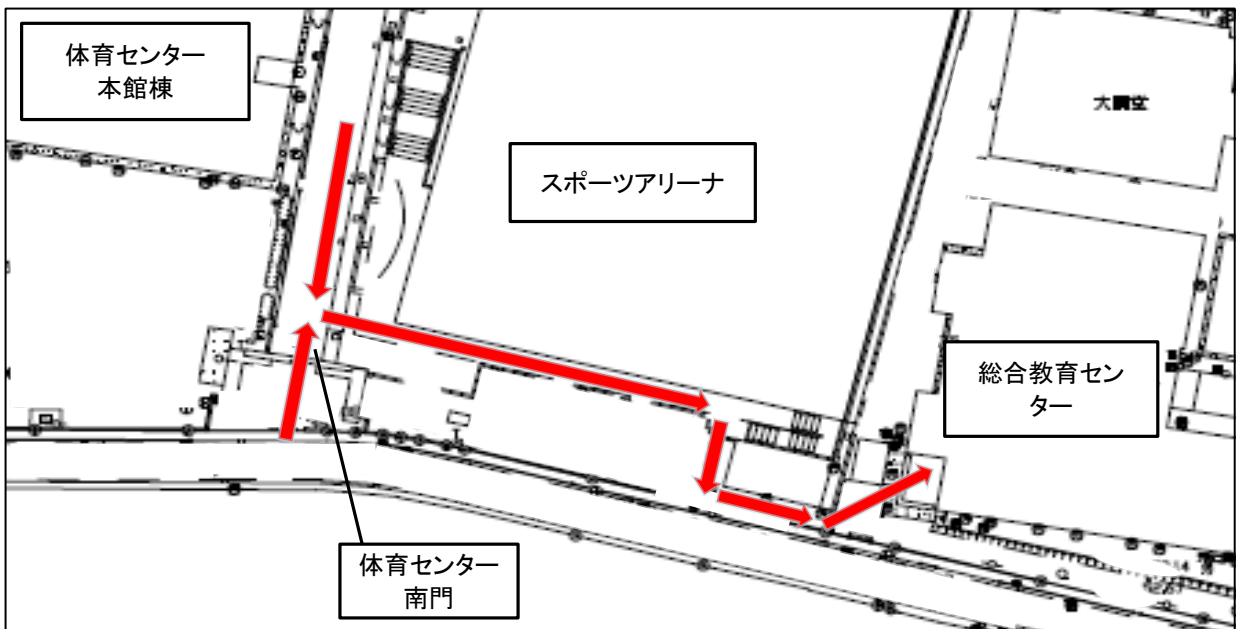 体育センター
本館棟
大講堂
スポーツアリーナ
総合教育セン
ター
体育センター
南門